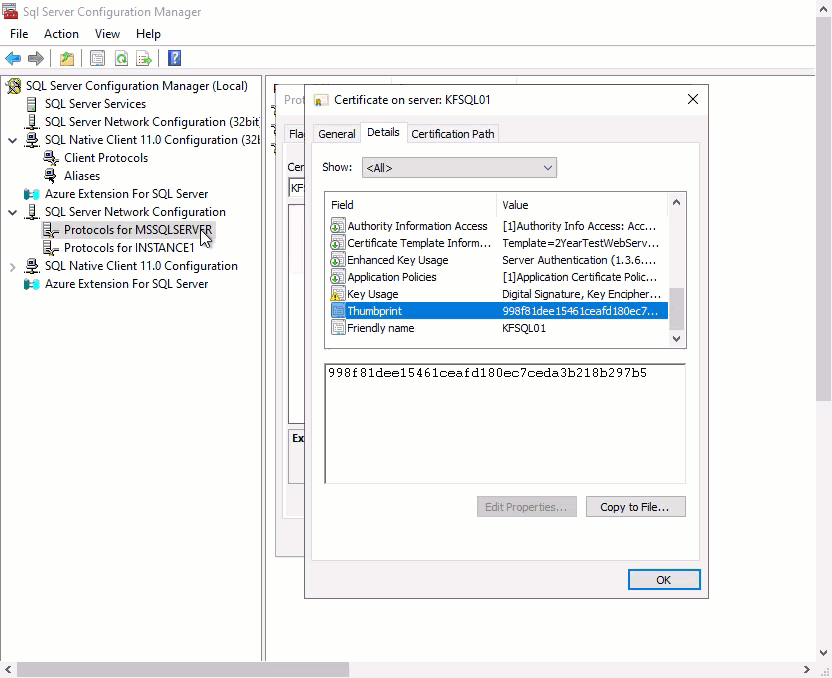 Sql Server Configuration Manager
File Action View Help
SQL Server Configuration Manager (Local)
SQL Server Services
SQL Server Network Configuration (32bit
SQL Native Client 11.0 Configuration (32b
Client Protocols
Aliases
Azure Extension For SQL Server
SQL Server Network Configuration
Protocols for MSSQLSERVER
Protocols for INSTANCE1
SQL Native Client 11.0 Configuration
Azure Extension For SQL Server
Prot
Fla
Cer
KF
Ex
Certificate on server: KFSQL01
General Details Certification Path
Show: <All>
Field Value
Authority Information Access [1]Authority Info Access: Acc...
Certificate Template Inform... Template=2YearTestWebServ...
Enhanced Key Usage Server Authentication (1.3.6....
Application Policies [1]Application Certificate Polic...
Key Usage Digital Signature, Key Encipher...
Thumbprint 998f81dee15461ceafd180ec7...
Friendly name KFSQL01
998f81dee15461ceafd180ec7ceda3b218b297b5
Edit Properties... Copy to File...
OK